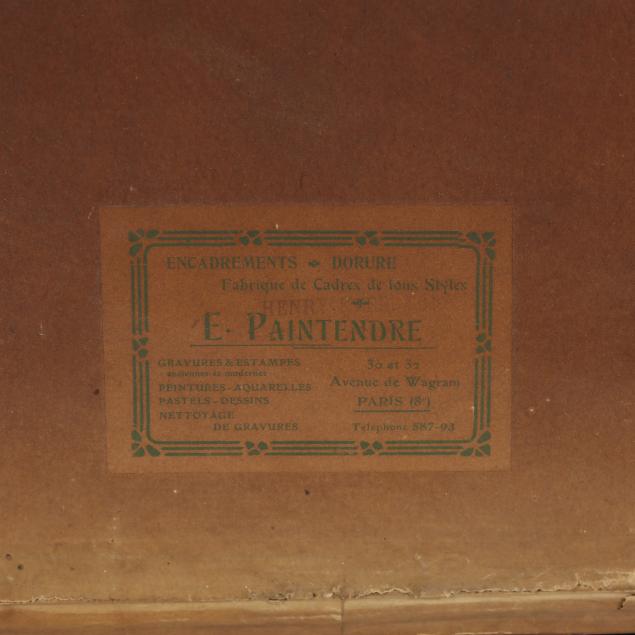 ENCADREMENTS DORURE
Fabrique de Cadres de tous Styles
HENRY
E. PAINTENDRE
GRAVURES & ESTAMPES
anciennes & modernes
PEINTURES - AQUARELLES
PASTELS - DESSINS
NETTOYAGE
DE GRAVURES
30 et 32
Avenue de Wagram
PARIS (8e)
Téléphone 587-93